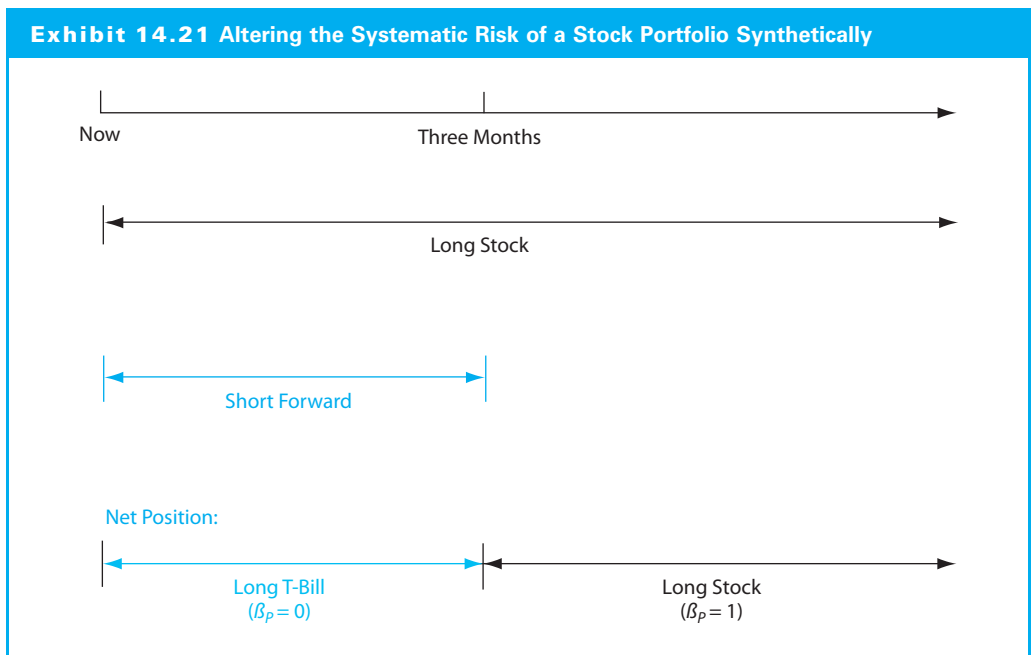 Exhibit 14.21 Altering the Systematic Risk of a Stock Portfolio Synthetically
Now
Three Months
Long Stock
Short Forward
Net Position:
Long T-Bill
(ßP = 0)
Long Stock
(ßP = 1)